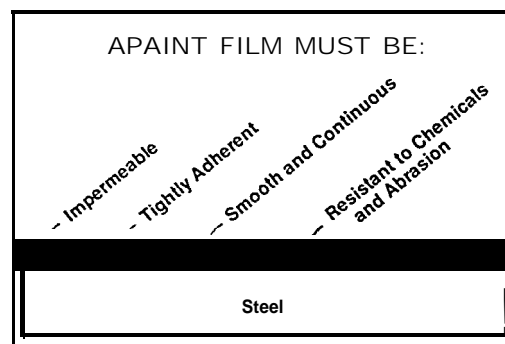 APAINT FILM MUST BE:
Impermeable
Tightly Adherent
Smooth and Continuous
Resistant to Chemicals
and Abrasion
Steel